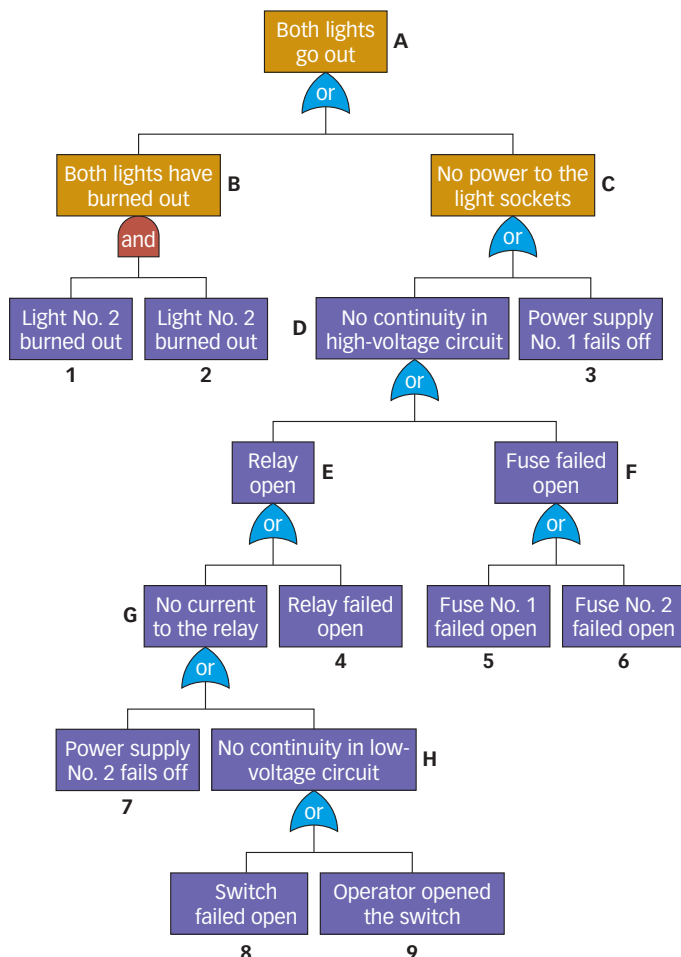 Both lights
go out
A
or
Both lights have
burned out
B
No power to the
light sockets
C
and
or
Light No. 2
burned out
1
Light No. 2
burned out
2
D
No continuity in
high-voltage circuit
Power supply
No. 1 fails off
3
or
Relay
open
E
Fuse failed
open
F
or
or
G
No current
to the relay
Relay failed
open
4
Fuse No. 1
failed open
5
Fuse No. 2
failed open
6
or
Power supply
No. 2 fails off
7
No continuity in low-
voltage circuit
H
or
Switch
failed open
8
Operator opened
the switch
9